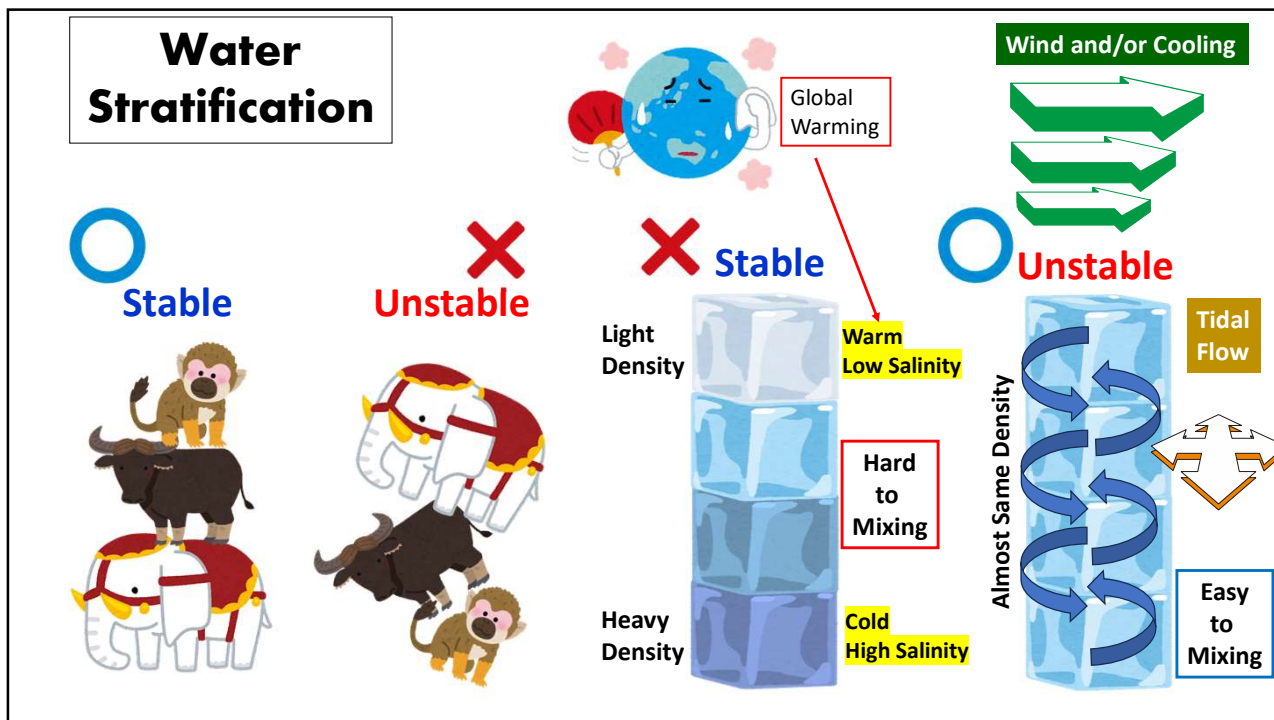 Water
Stratification
Global
Warming
Wind and/or Cooling
Stable
Unstable
Stable
Unstable
Light
Density
Warm
Low Salinity
Hard
to
Mixing
Heavy
Density
Cold
High Salinity
Almost Same Density
Tidal
Flow
Easy
to
Mixing